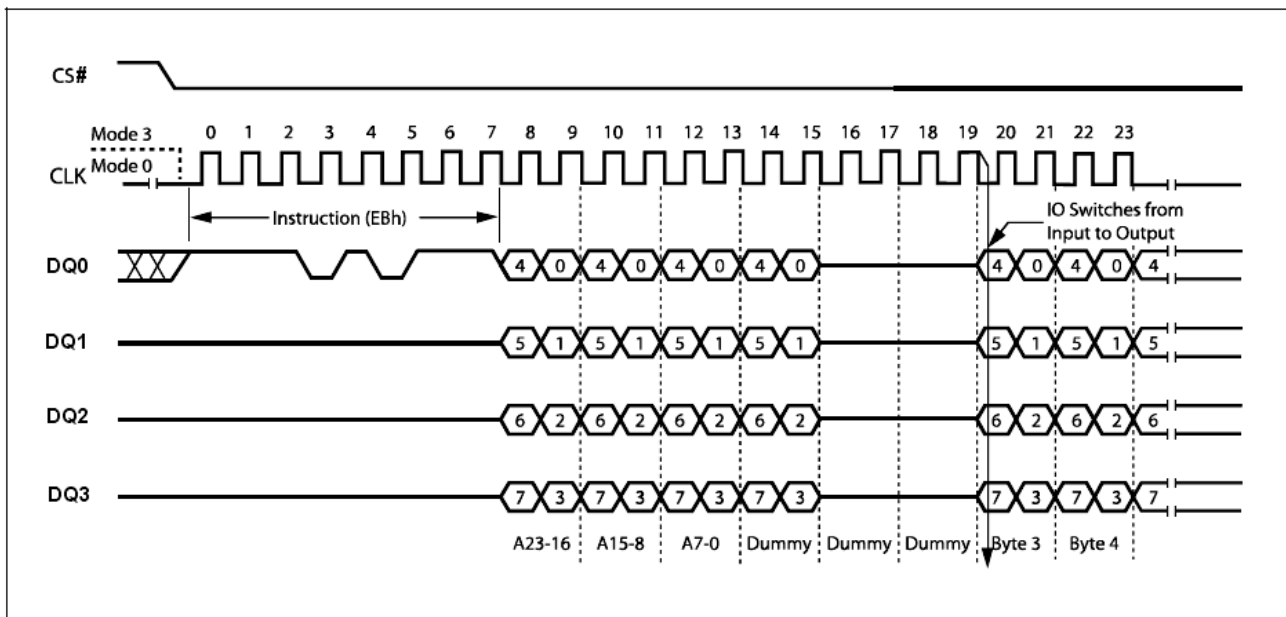 CS#
Mode 3
0 1 2 3 4 5 6 7 8 9 10 11 12 13 14 15 16 17 18 19 20 21 22 23
CLK Mode 0
Instruction (EBh)
IO Switches from
Input to Output
DQ0 4 0 4 0 4 0 4 0 4 0 4 0 4
DQ1 5 1 5 1 5 1 5 1 5 1 5 1 5
DQ2 6 2 6 2 6 2 6 2 6 2 6 2 6
DQ3 7 3 7 3 7 3 7 3 7 3 7 3 7
A23-16 A15-8 A7-0 Dummy Dummy Dummy Byte 3 Byte 4